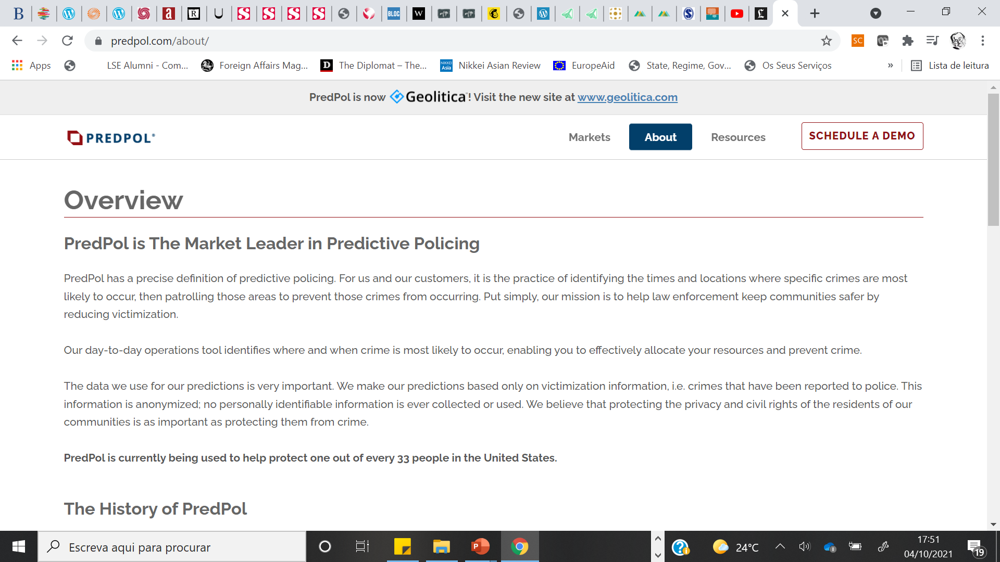 B
a
R
U
S
S
S
S
BLOG
W
S
L
predpol.com/about/
SC
Apps
LSE Alumni - Com...
Foreign Affairs Mag...
D
The Diplomat – The...
NIKKEI
Asia
Nikkei Asian Review
EuropeAid
State, Regime, Gov...
Os Seus Serviços
»
Lista de leitura
PredPol is now Geolitica! Visit the new site at www.geolitica.com
PREDPOL®
Markets
About
Resources
SCHEDULE A DEMO
Overview
PredPol is The Market Leader in Predictive Policing
PredPol has a precise definition of predictive policing. For us and our customers, it is the practice of identifying the times and locations where specific crimes are most
likely to occur, then patrolling those areas to prevent those crimes from occurring. Put simply, our mission is to help law enforcement keep communities safer by
reducing victimization.
Our day-to-day operations tool identifies where and when crime is most likely to occur, enabling you to effectively allocate your resources and prevent crime.
The data we use for our predictions is very important. We make our predictions based only on victimization information, i.e. crimes that have been reported to police. This
information is anonymized; no personally identifiable information is ever collected or used. We believe that protecting the privacy and civil rights of the residents of our
communities is as important as protecting them from crime.
PredPol is currently being used to help protect one out of every 33 people in the United States.
The History of PredPol
Escreva aqui para procurar
P
24°C
17:51
04/10/2021
19